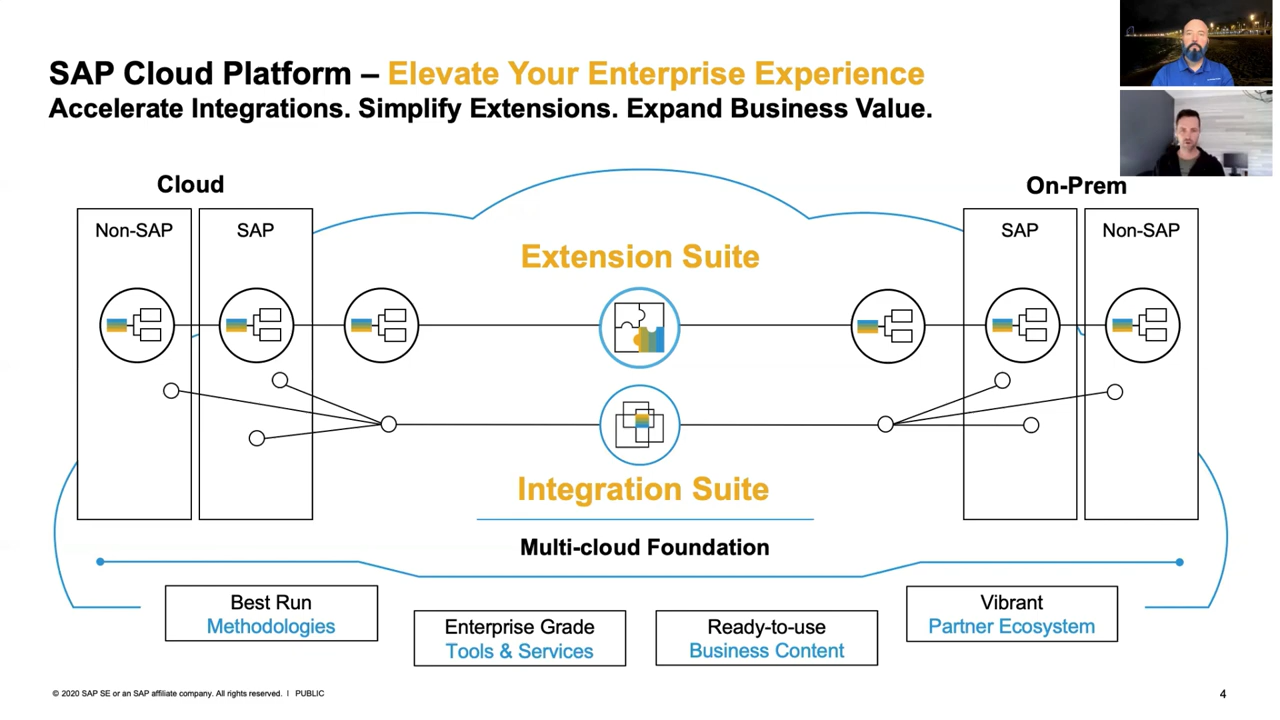 SAP Cloud Platform – Elevate Your Enterprise Experience
Accelerate Integrations. Simplify Extensions. Expand Business Value.
Cloud
On-Prem
Non-SAP
SAP
SAP
Non-SAP
Extension Suite
Integration Suite
Multi-cloud Foundation
Best Run
Methodologies
Enterprise Grade
Tools & Services
Ready-to-use
Business Content
Vibrant
Partner Ecosystem
© 2020 SAP SE or an SAP affiliate company. All rights reserved. I PUBLIC
4